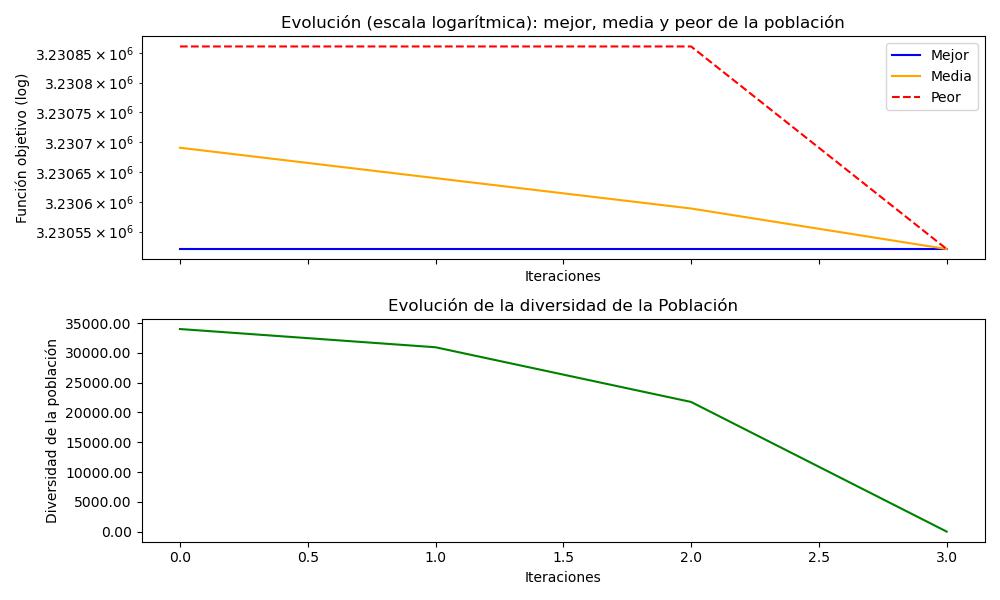 Evolución (escala logarítmica): mejor, media y peor de la población
Función objetivo (log)
3.23085 × 10⁶
3.2308 × 10⁶
3.23075 × 10⁶
3.2307 × 10⁶
3.23065 × 10⁶
3.2306 × 10⁶
3.23055 × 10⁶
Mejor
Media
Peor
Iteraciones
Evolución de la diversidad de la Población
Diversidad de la población
35000.00
30000.00
25000.00
20000.00
15000.00
10000.00
5000.00
0.00
0.0 0.5 1.0 1.5 2.0 2.5 3.0
Iteraciones